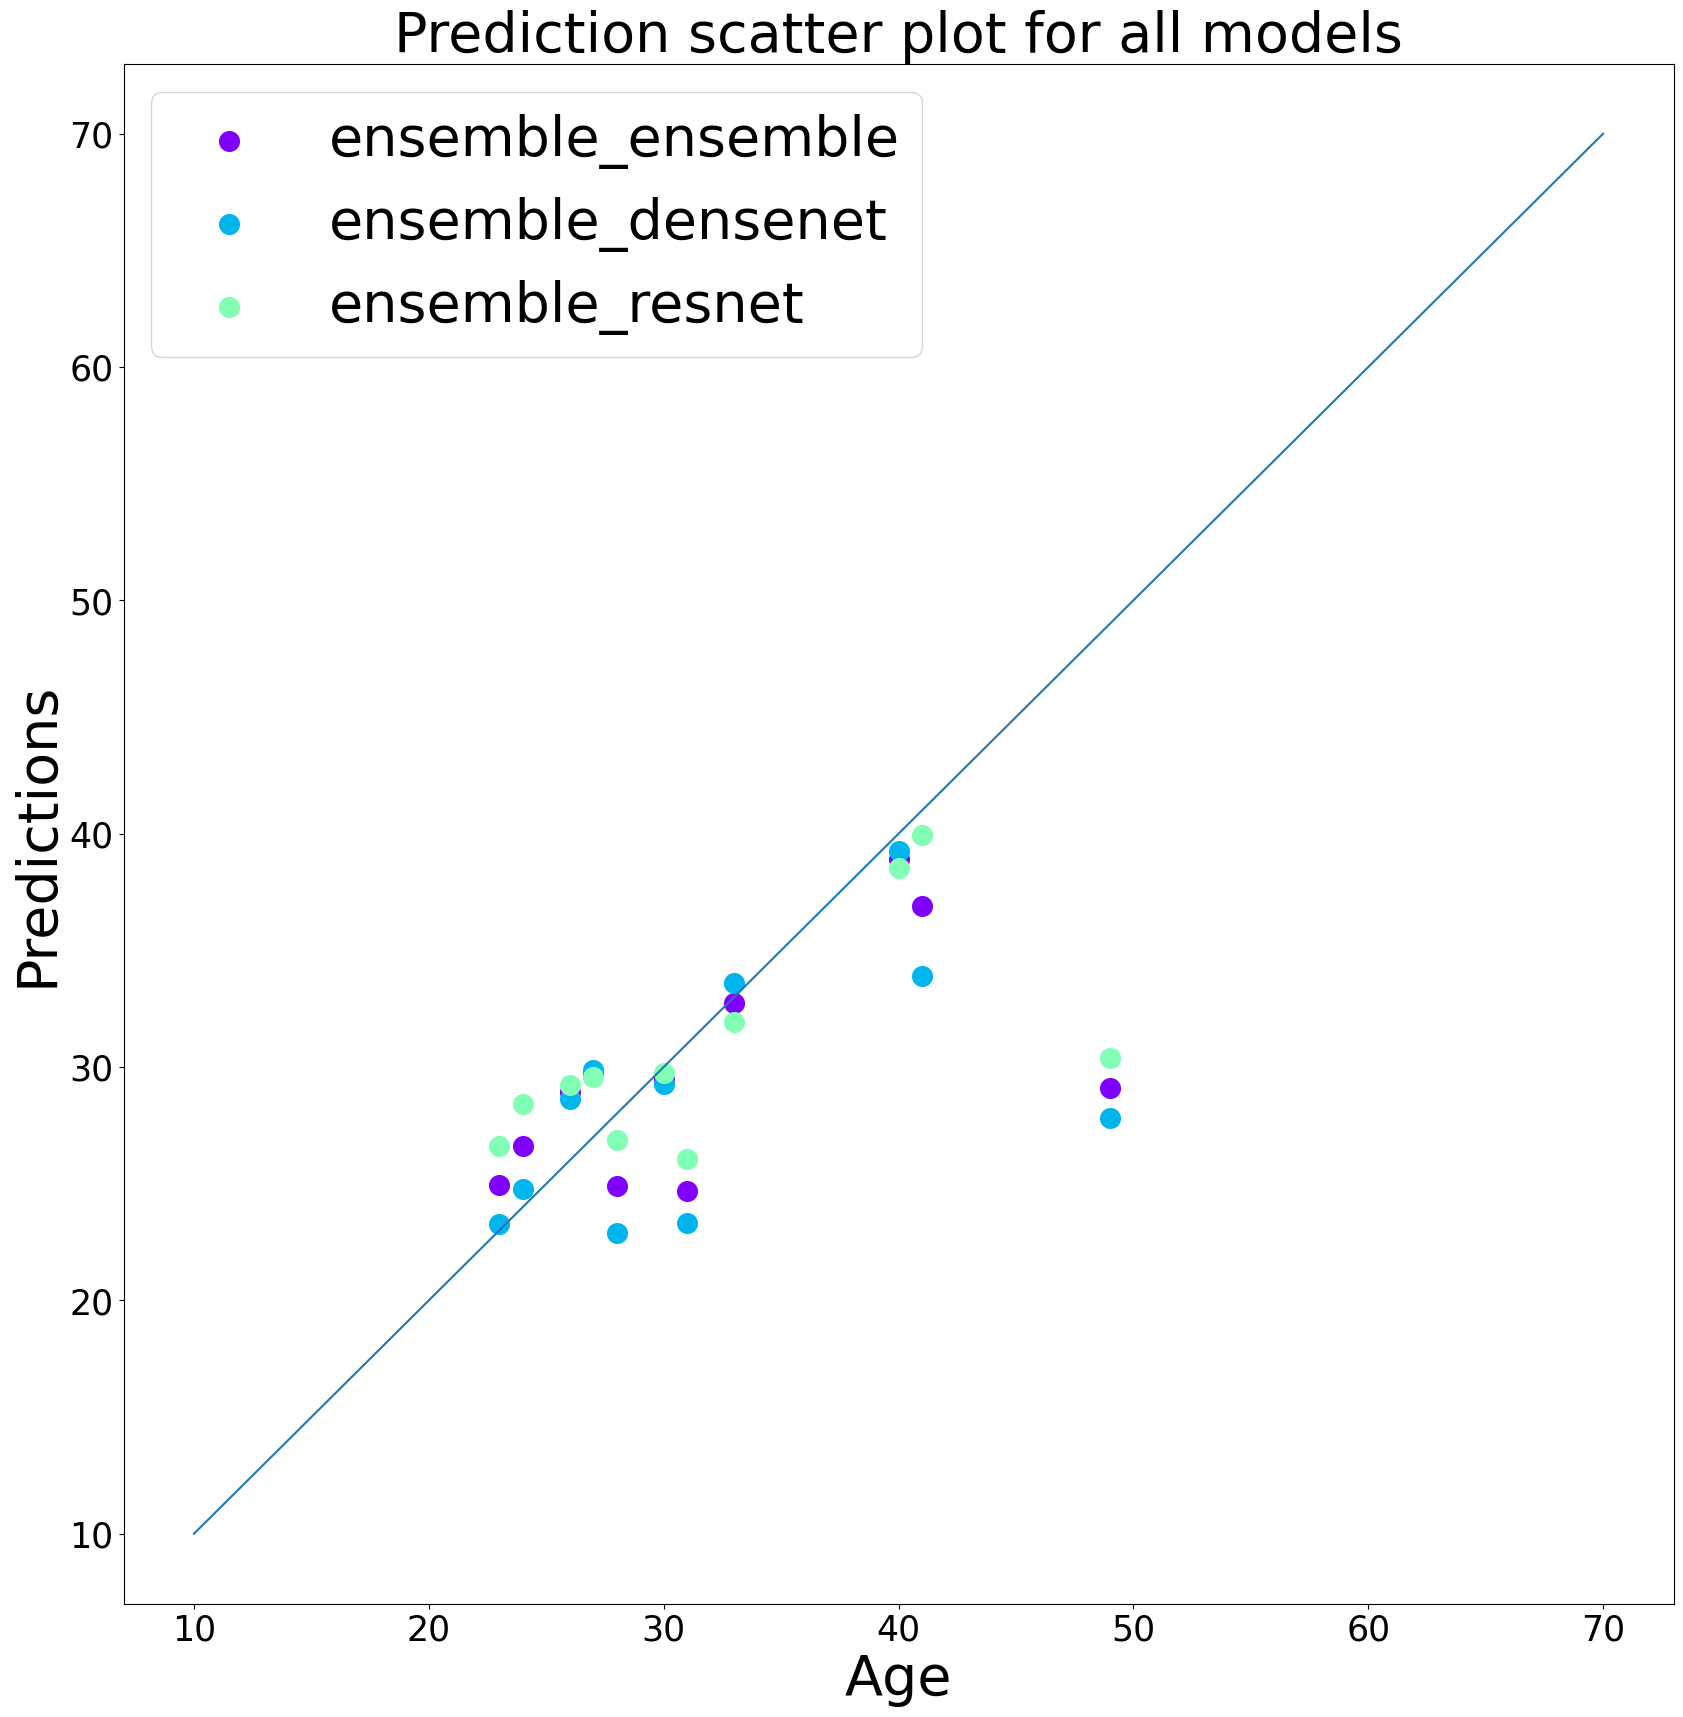 Prediction scatter plot for all models
ensemble_ensemble
ensemble_densenet
ensemble_resnet
70
60
50
40
30
20
10
Predictions
10 20 30 40 50 60 70
Age